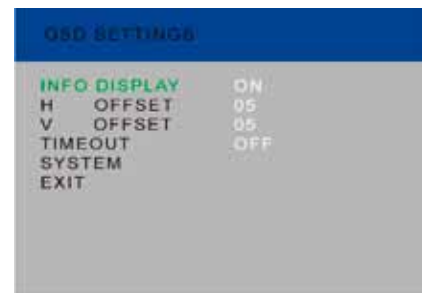 OSD SETTINGS
INFO DISPLAY ON
H OFFSET 05
V OFFSET 05
TIMEOUT OFF
SYSTEM
EXIT